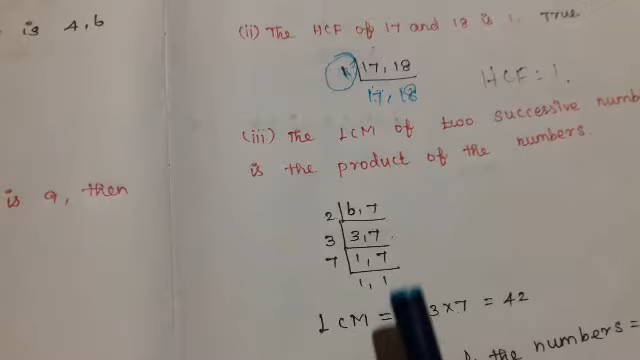 is 4, 6
(ii) The HCF of 17 and 18 is 1. True
1 17, 18
17, 18
HCF = 1.
(iii) The LCM of two successive numb
is the product of the numbers.
is 9, then
2 6, 7
3 3, 7
7 1, 7
1, 1
LCM = 3 × 7 = 42
the numbers =